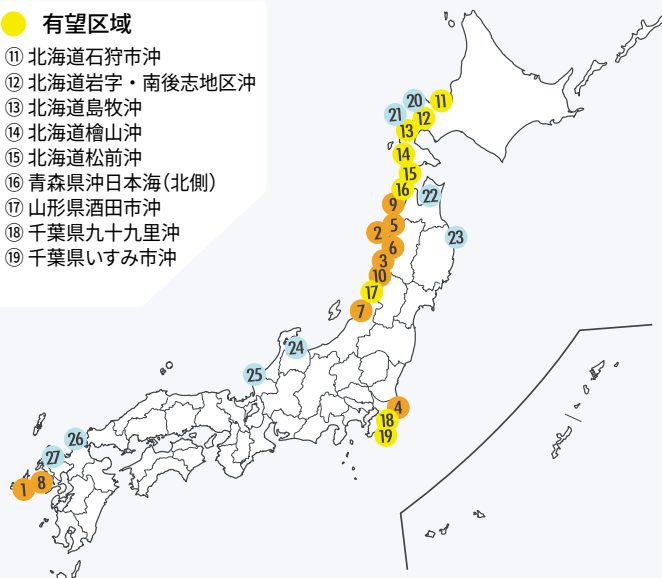 有望区域
⑪ 北海道石狩市沖
⑫ 北海道岩宇・南後志地区沖
⑬ 北海道島牧沖
⑭ 北海道檜山沖
⑮ 北海道松前沖
⑯ 青森県沖日本海(北側)
⑰ 山形県酒田市沖
⑱ 千葉県九十九里沖
⑲ 千葉県いすみ市沖
20
11
21
12
13
14
15
16
22
9
5
2
23
6
3
10
17
7
24
25
4
18
19
26
27
8
1